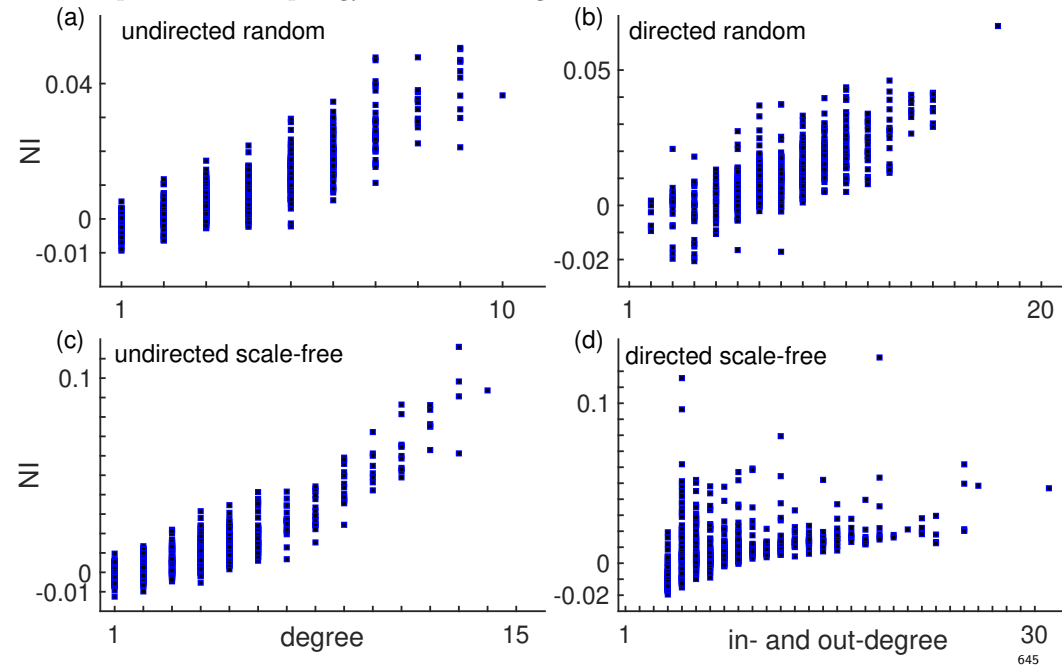 (a) undirected random
NI
0.04
0
-0.01
1 10
(b) directed random
0.05
0
-0.02
1 20
(c) undirected scale-free
NI
0.1
0
-0.01
1 degree 15
(d) directed scale-free
0.1
0
-0.02
1 in- and out-degree 30
645